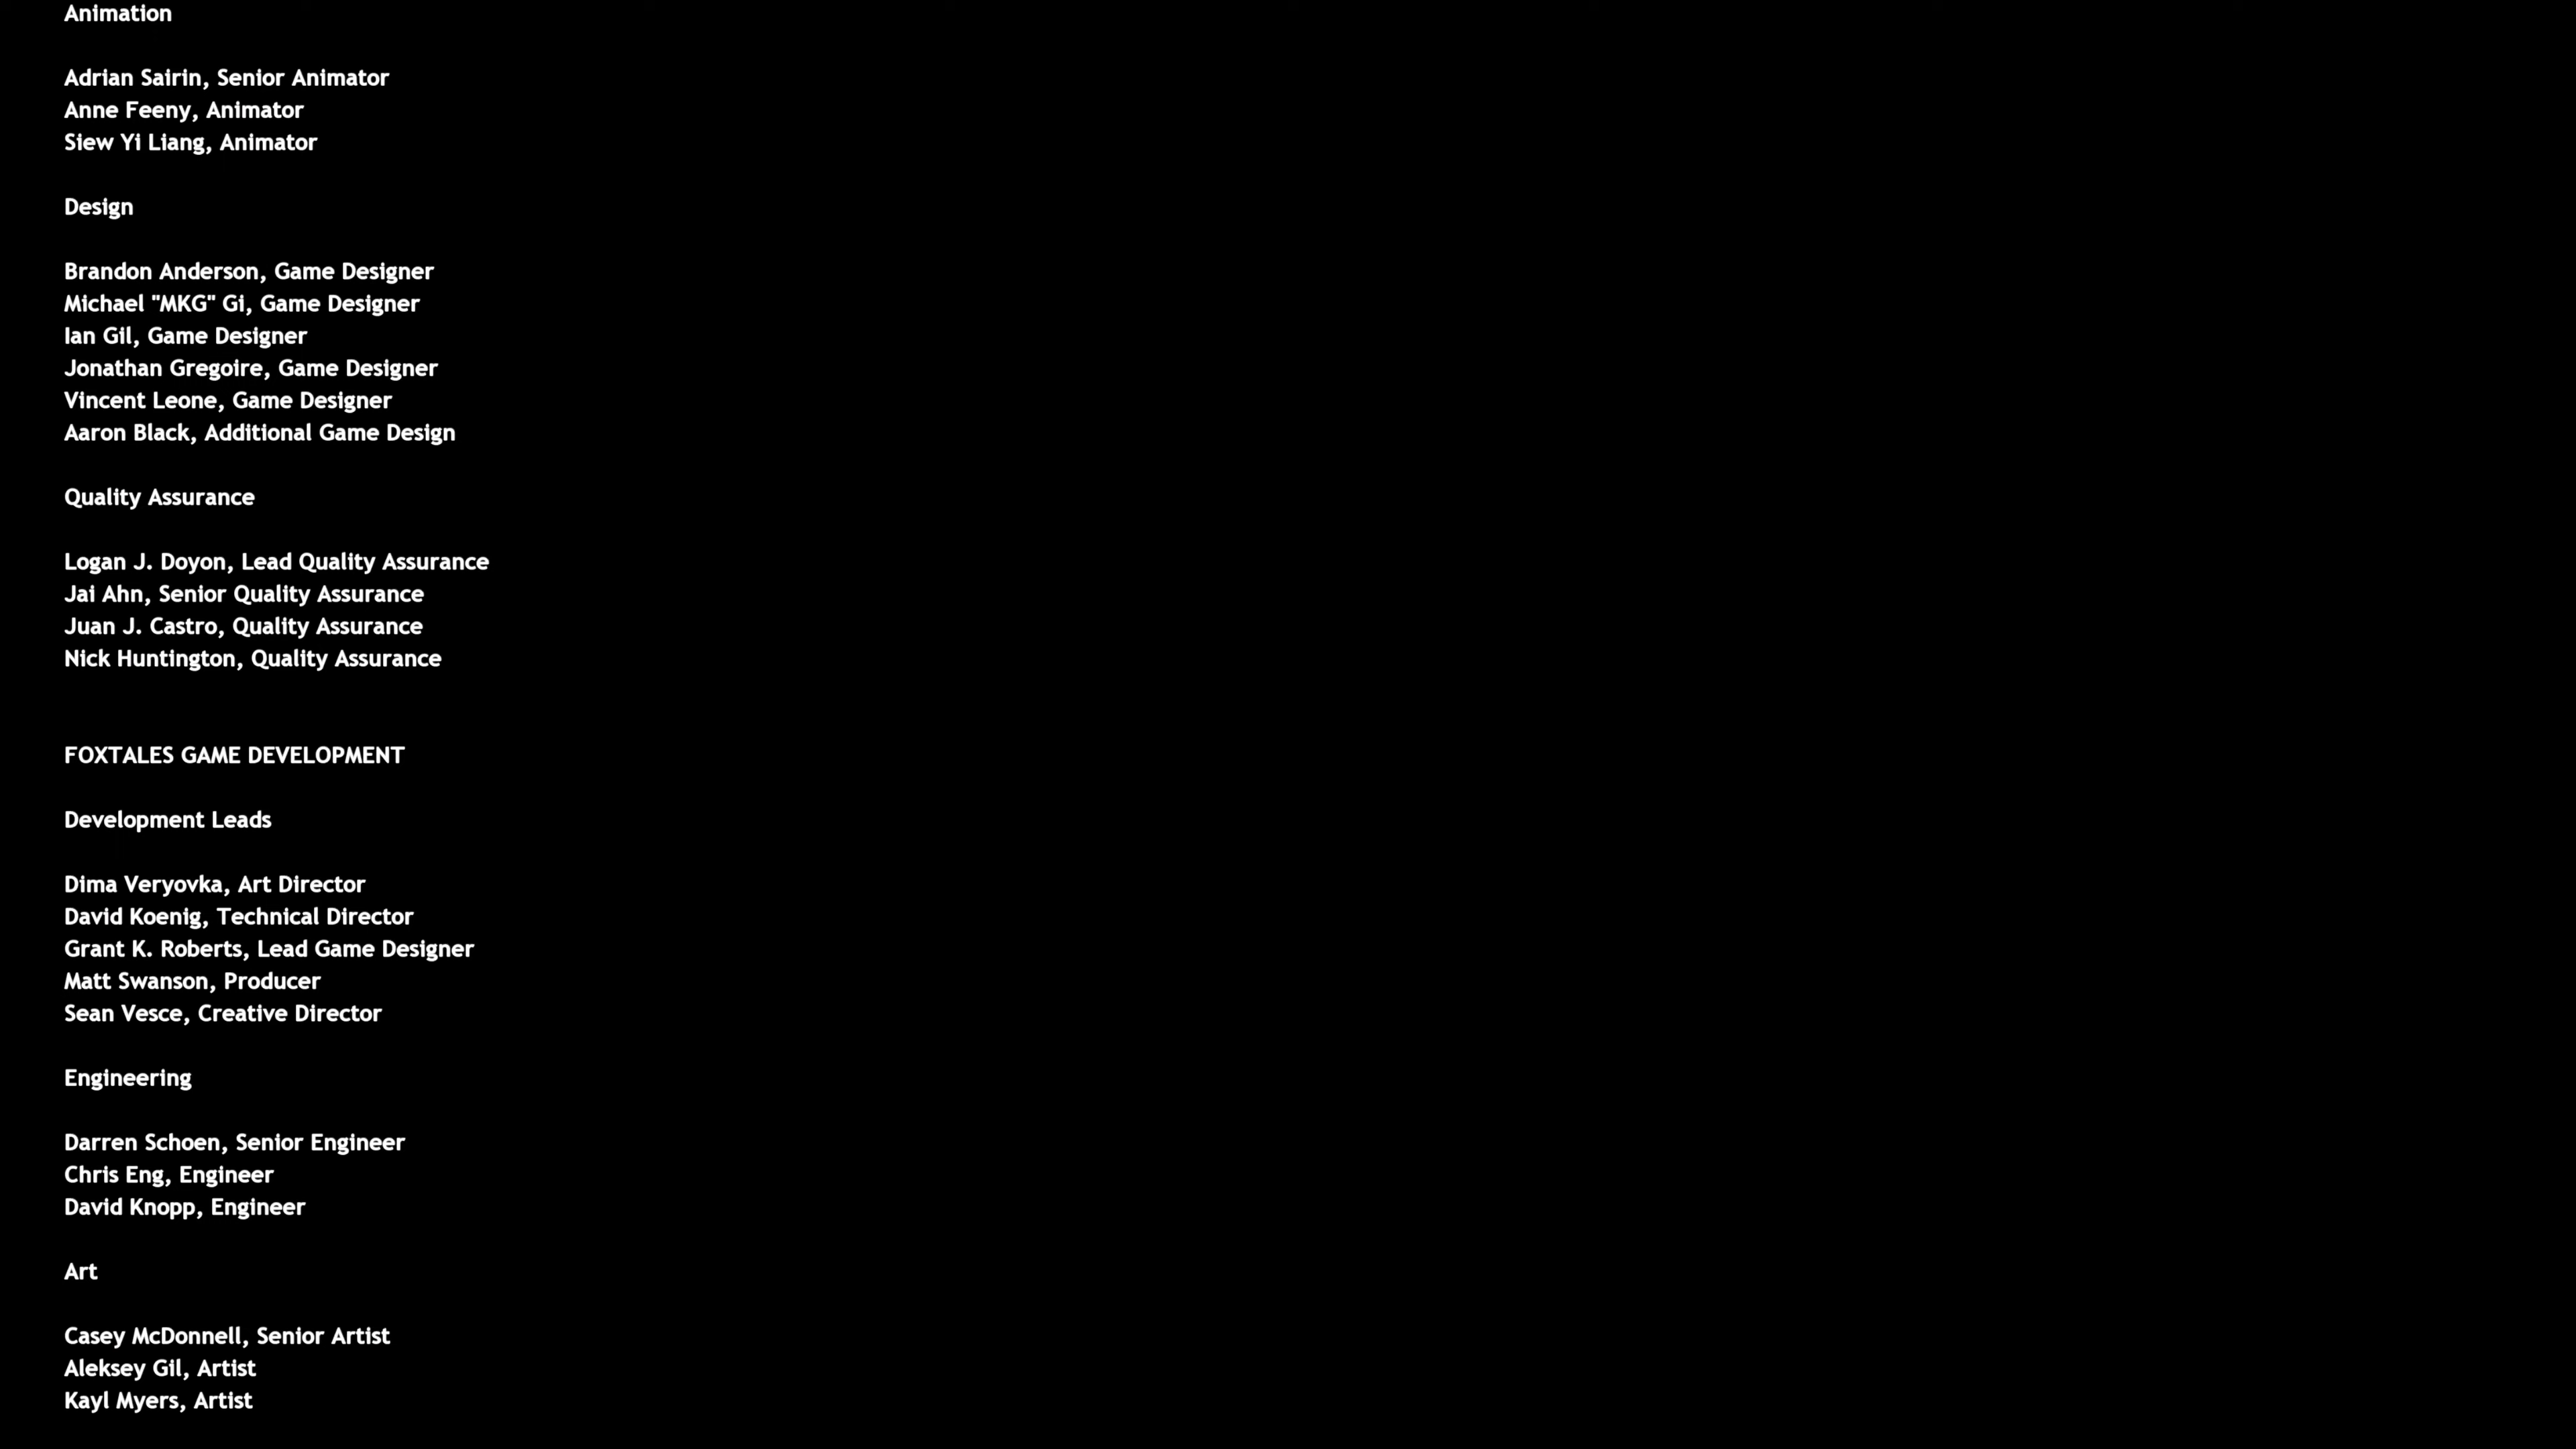 Animation
Adrian Sairin, Senior Animator
Anne Feeny, Animator
Siew Yi Liang, Animator
Design
Brandon Anderson, Game Designer
Michael "MKG" Gi, Game Designer
Ian Gil, Game Designer
Jonathan Gregoire, Game Designer
Vincent Leone, Game Designer
Aaron Black, Additional Game Design
Quality Assurance
Logan J. Doyon, Lead Quality Assurance
Jai Ahn, Senior Quality Assurance
Juan J. Castro, Quality Assurance
Nick Huntington, Quality Assurance
FOXTALES GAME DEVELOPMENT
Development Leads
Dima Veryovka, Art Director
David Koenig, Technical Director
Grant K. Roberts, Lead Game Designer
Matt Swanson, Producer
Sean Vesce, Creative Director
Engineering
Darren Schoen, Senior Engineer
Chris Eng, Engineer
David Knopp, Engineer
Art
Casey McDonnell, Senior Artist
Aleksey Gil, Artist
Kayl Myers, Artist